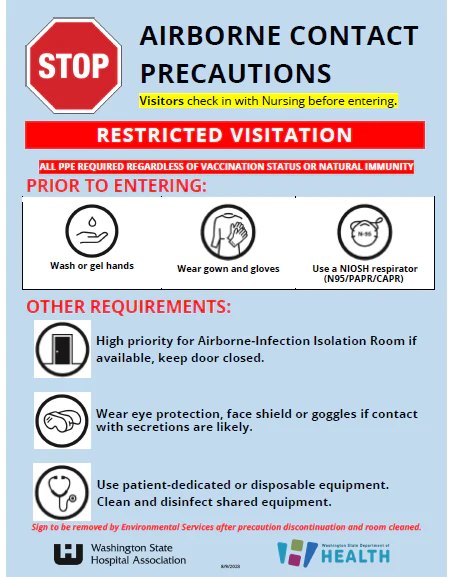 STOP
AIRBORNE CONTACT
PRECAUTIONS
Visitors check in with Nursing before entering.
RESTRICTED VISITATION
ALL PPE REQUIRED REGARDLESS OF VACCINATION STATUS OR NATURAL IMMUNITY
PRIOR TO ENTERING:
Wash or gel hands
Wear gown and gloves
N-95
Use a NIOSH respirator
(N95/PAPR/CAPR)
OTHER REQUIREMENTS:
High priority for Airborne-Infection Isolation Room if
available, keep door closed.
Wear eye protection, face shield or goggles if contact
with secretions are likely.
Use patient-dedicated or disposable equipment.
Clean and disinfect shared equipment.
Sign to be removed by Environmental Services after precaution discontinuation and room cleaned.
Washington State
Hospital Association
Washington State Department of
HEALTH